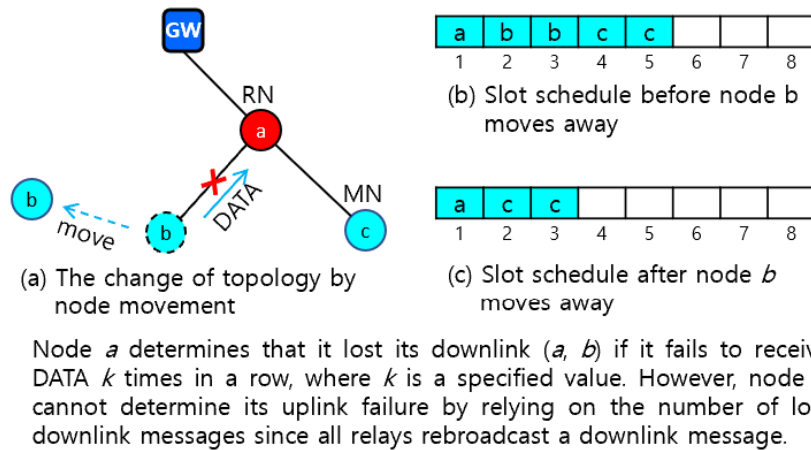 GW
RN
a
b
move
b
DATA
MN
c
(a) The change of topology by
node movement
a b b c c
1 2 3 4 5 6 7 8
(b) Slot schedule before node b
moves away
a c c
1 2 3 4 5 6 7 8
(c) Slot schedule after node b
moves away
Node a determines that it lost its downlink (a, b) if it fails to
DATA k times in a row, where k is a specified value. However, node
cannot determine its uplink failure by relying on the number of
downlink messages since all relays rebroadcast a downlink message.